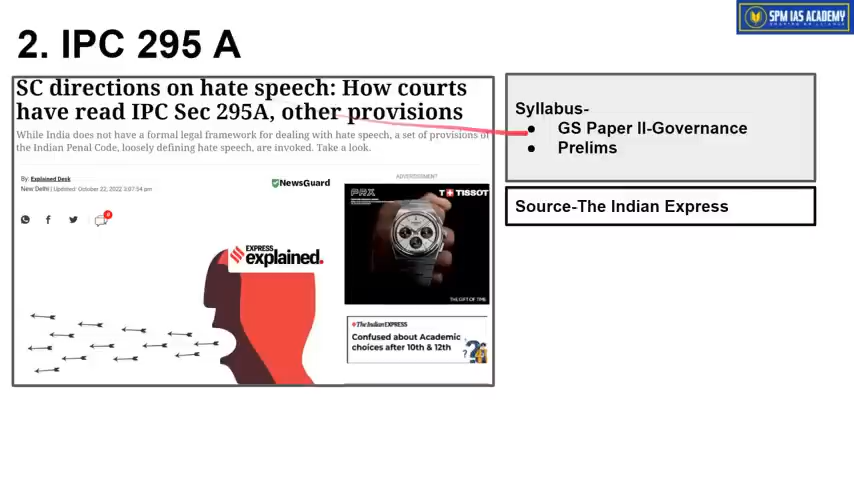 SPM IAS ACADEMY
2. IPC 295 A
SC directions on hate speech: How courts
have read IPC Sec 295A, other provisions
While India does not have a formal legal framework for dealing with hate speech, a set of provisions of
the Indian Penal Code, loosely defining hate speech, are invoked. Take a look.
By: Explained Desk
New Delhi | Updated: October 22, 2022 3:07:54 pm
NewsGuard
ADVERTISEMENT
PRX
TISSOT
EXPRESS
explained.
THE GIFT OF TIME
The Indian EXPRESS
Confused about Academic
choices after 10th & 12th?
Syllabus-
● GS Paper II-Governance
● Prelims
Source-The Indian Express